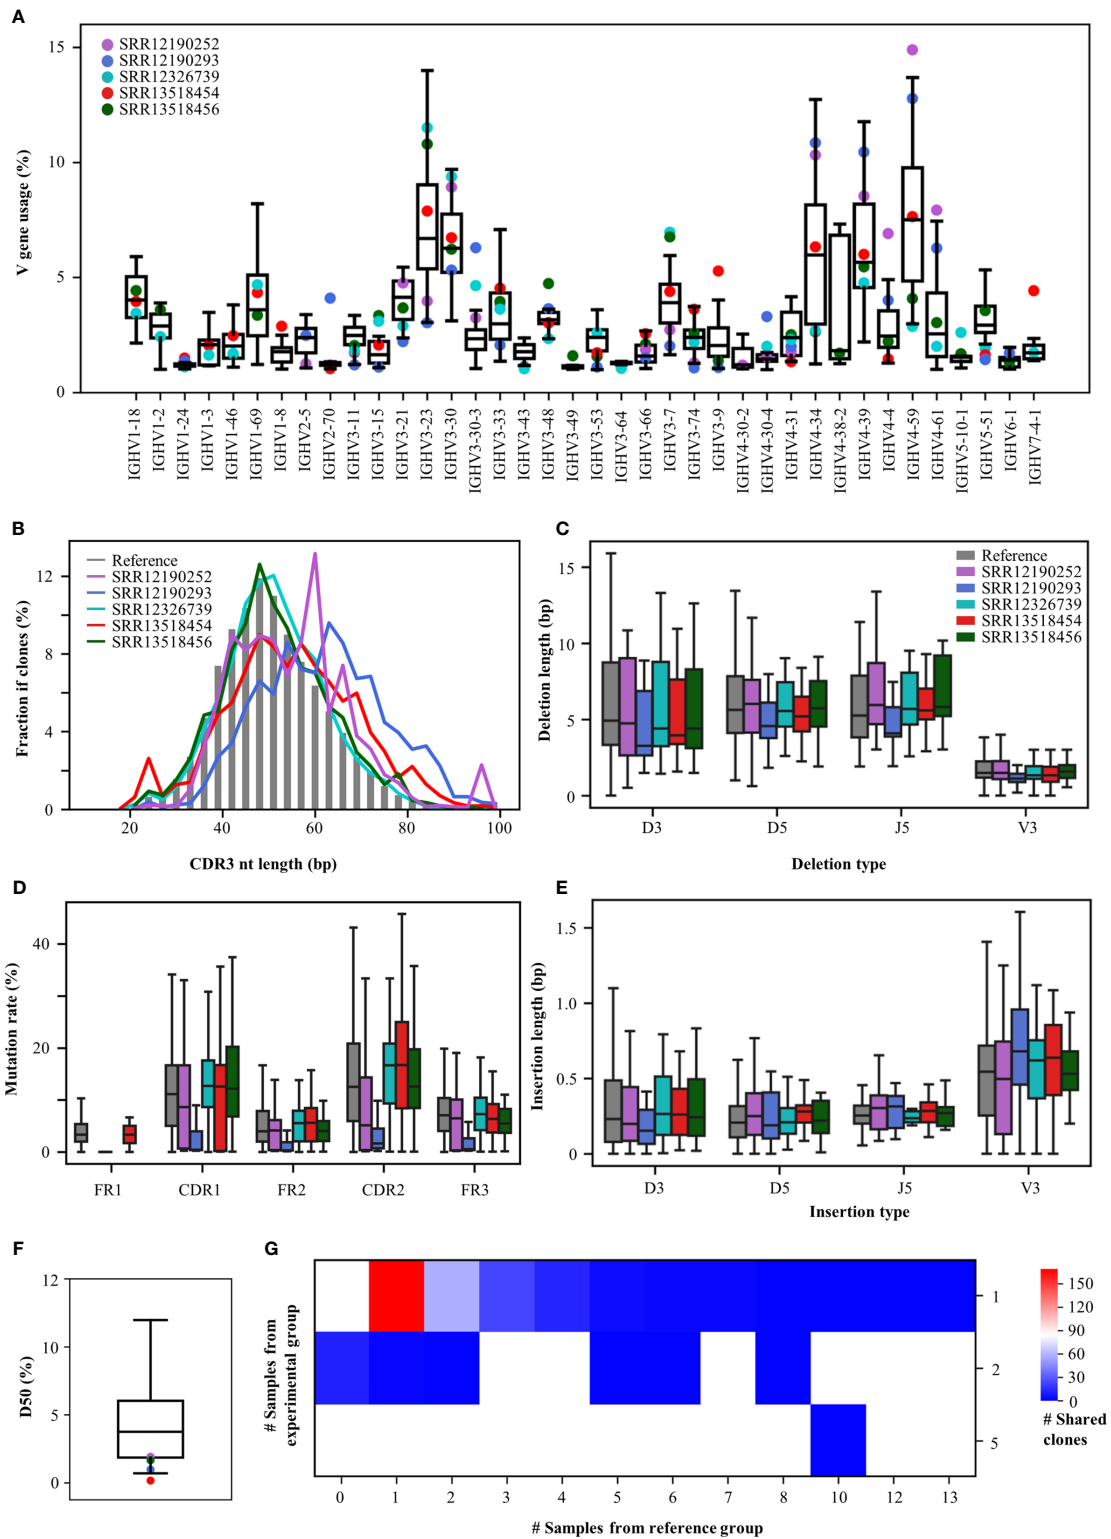 A
15
10
5
0
V gene usage (%)
SRR12190252
SRR12190293
SRR12326739
SRR13518454
SRR13518456
IGHV1-18
IGHV1-2
IGHV1-24
IGHV1-3
IGHV1-46
IGHV1-69
IGHV1-8
IGHV2-5
IGHV2-70
IGHV3-11
IGHV3-15
IGHV3-21
IGHV3-23
IGHV3-30
IGHV3-30-3
IGHV3-33
IGHV3-43
IGHV3-48
IGHV3-49
IGHV3-53
IGHV3-64
IGHV3-66
IGHV3-7
IGHV3-74
IGHV3-9
IGHV4-30-2
IGHV4-30-4
IGHV4-31
IGHV4-34
IGHV4-38-2
IGHV4-39
IGHV4-4
IGHV4-59
IGHV4-61
IGHV5-10-1
IGHV5-51
IGHV6-1
IGHV7-4-1
B
Fraction if clones (%)
12
8
4
0
Reference
SRR12190252
SRR12190293
SRR12326739
SRR13518454
SRR13518456
20 40 60 80 100
CDR3 nt length (bp)
C
Deletion length (bp)
15
10
5
0
Reference
SRR12190252
SRR12190293
SRR12326739
SRR13518454
SRR13518456
D3 D5 J5 V3
Deletion type
D
Mutation rate (%)
40
20
0
FR1 CDR1 FR2 CDR2 FR3
E
Insertion length (bp)
1.5
1.0
0.5
0
D3 D5 J5 V3
Insertion type
F
D50 (%)
12
10
5
0
G
# Samples from
experimental group
1
2
5
0 1 2 3 4 5 6 7 8 10 12 13
# Samples from reference group
150
120
90
60
30
0
# Shared
clones